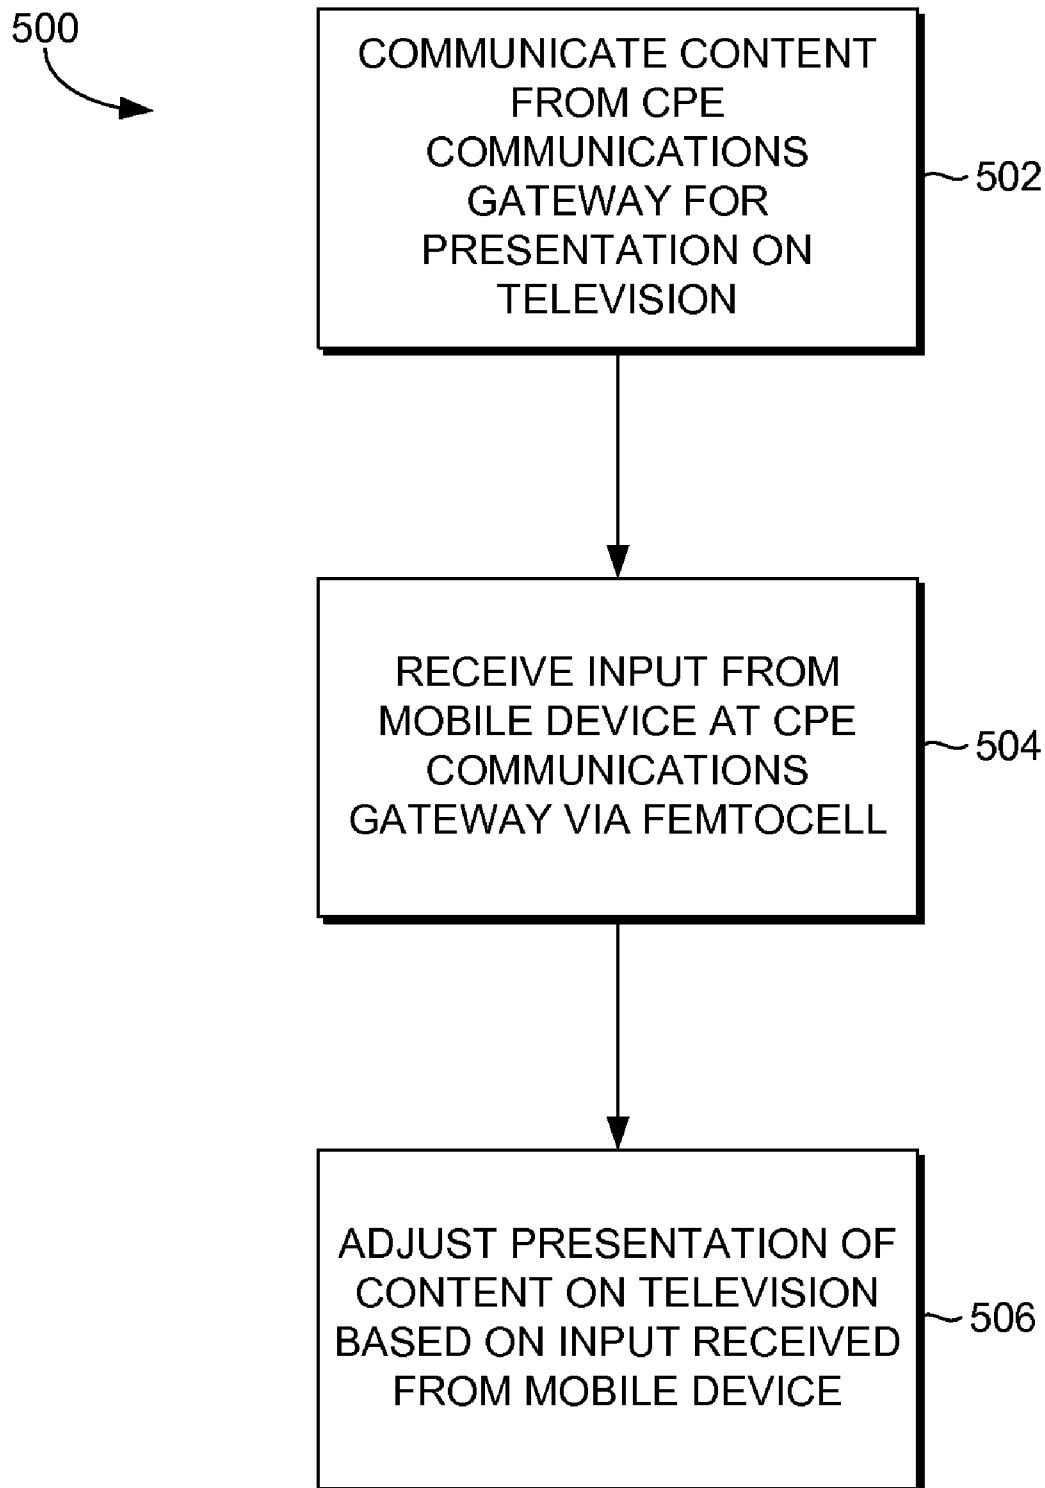 500
COMMUNICATE CONTENT
FROM CPE
COMMUNICATIONS
GATEWAY FOR
PRESENTATION ON
TELEVISION
502
RECEIVE INPUT FROM
MOBILE DEVICE AT CPE
COMMUNICATIONS
GATEWAY VIA FEMTOCELL
504
ADJUST PRESENTATION OF
CONTENT ON TELEVISION
BASED ON INPUT RECEIVED
FROM MOBILE DEVICE
506